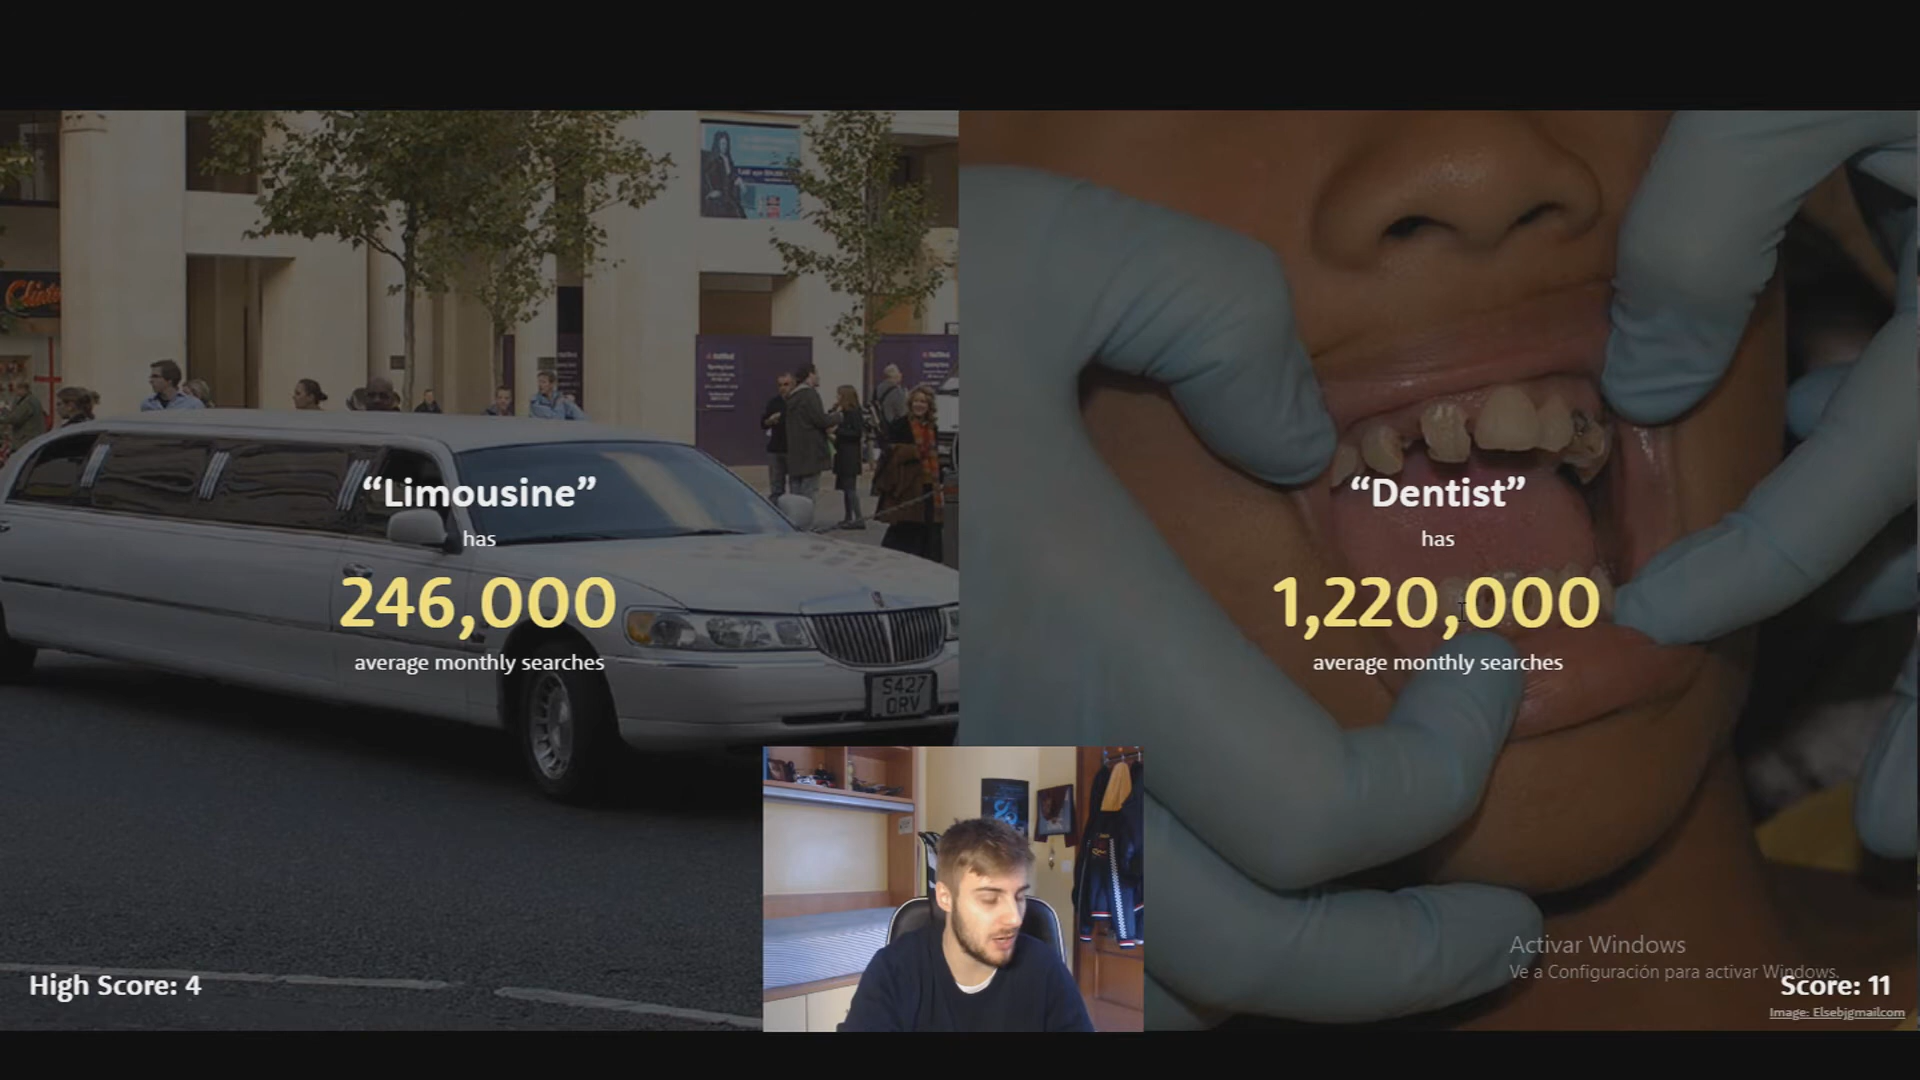 “Limousine”
has
246,000
average monthly searches
“Dentist”
has
1,220,000
average monthly searches
S427
ORV
High Score: 4
Activar Windows
Ve a Configuración para activar Windows.
Score: 11
Image: Elsebjgmailcom